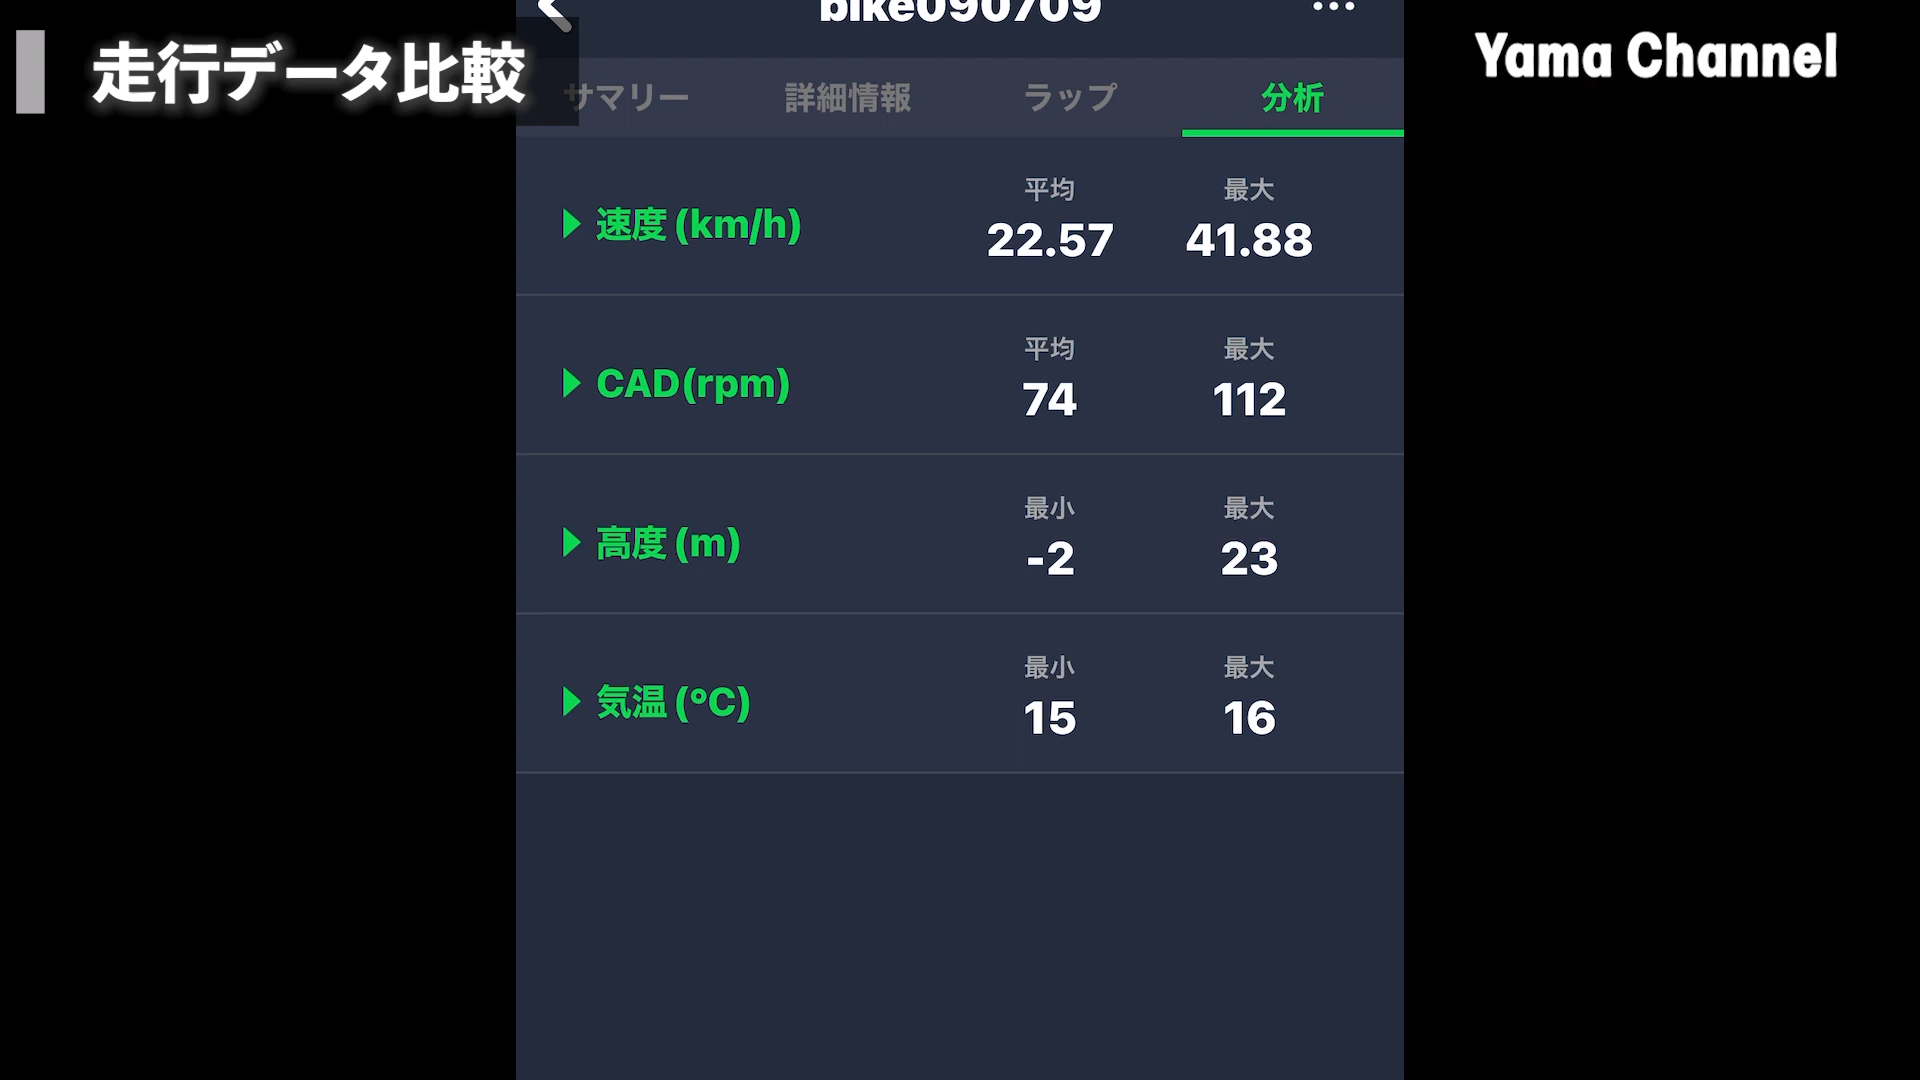 走行データ比較
Yama Channel
bike090709
サマリー 詳細情報 ラップ 分析
平均 最大
速度 (km/h) 22.57 41.88
平均 最大
CAD(rpm) 74 112
最小 最大
高度 (m) -2 23
最小 最大
気温 (°C) 15 16